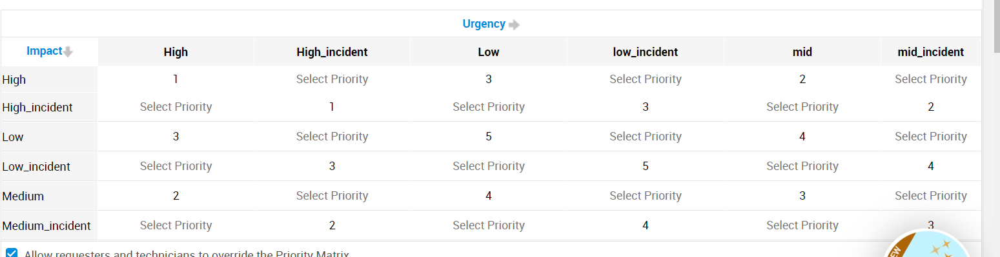 Urgency
Impact High High_incident Low low_incident mid mid_incident
High 1 Select Priority 3 Select Priority 2 Select Priority
High_incident Select Priority 1 Select Priority 3 Select Priority 2
Low 3 Select Priority 5 Select Priority 4 Select Priority
Low_incident Select Priority 3 Select Priority 5 Select Priority 4
Medium 2 Select Priority 4 Select Priority 3 Select Priority
Medium_incident Select Priority 2 Select Priority 4 Select Priority 3
Allow requesters and technicians to override the Priority Matrix